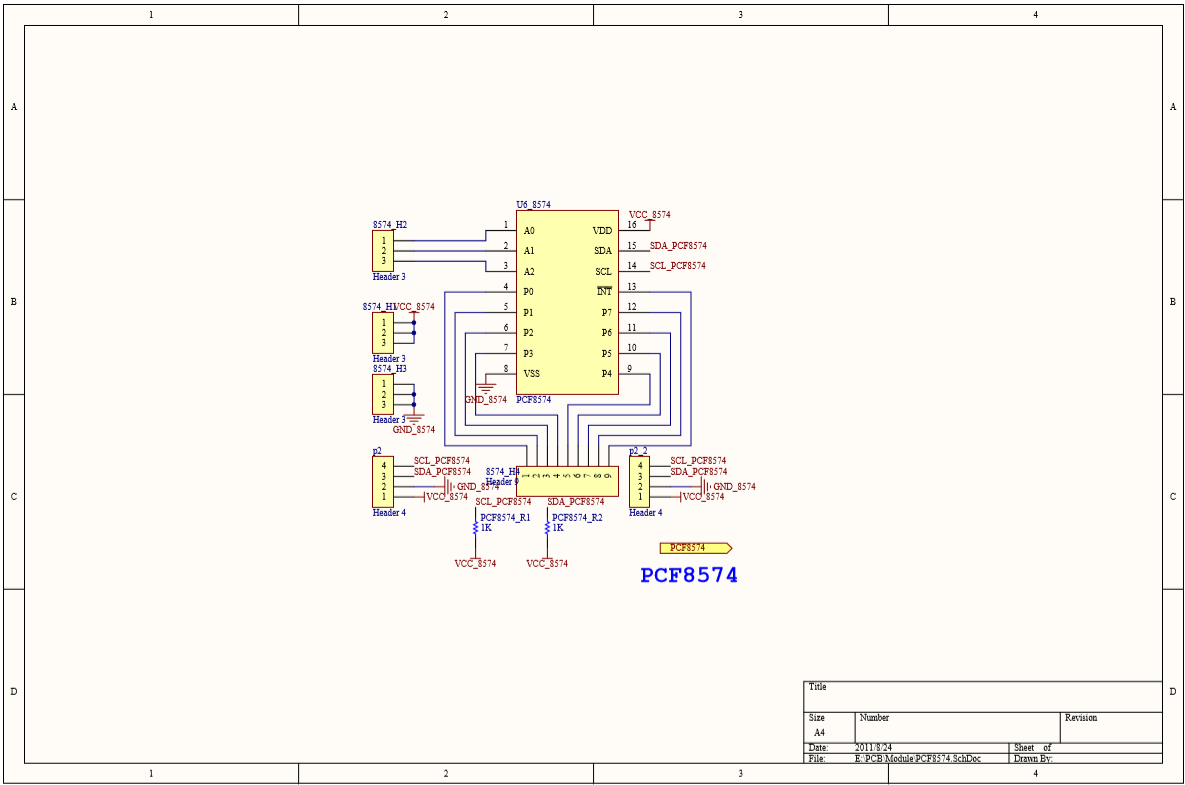 1 2 3 4
A A
U6_8574
8574_H2
VCC_8574
1 A0 VDD 16
1
2 A1 SDA 15 SDA_PCF8574
2
3
3 A2 SCL 14 SCL_PCF8574
Header 3
4 P0 INT 13
B B
8574_H1 VCC_8574
5 P1 P7 12
1
2
3
6 P2 P6 11
7 P3 P5 10
Header 3
8574_H3
8 VSS P4 9
1
2
3
GND_8574 PCF8574
Header 3
GND_8574
p2 p2_2
4 SCL_PCF8574
3 SDA_PCF8574
2 GND_8574
1 VCC_8574
Header 4
8574_H4
Header 9
1 2 3 4 5 6 7 8 9
4 SCL_PCF8574
3 SDA_PCF8574
2 GND_8574
1 VCC_8574
Header 4
C C
SCL_PCF8574 SDA_PCF8574
PCF8574_R1 PCF8574_R2
1K 1K
VCC_8574 VCC_8574
PCF8574
PCF8574
D D
Title
Size Number Revision
A4
Date: 2011/8/24 Sheet of
File: E:\PCB\Module\PCF8574.SchDoc Drawn By:
1 2 3 4